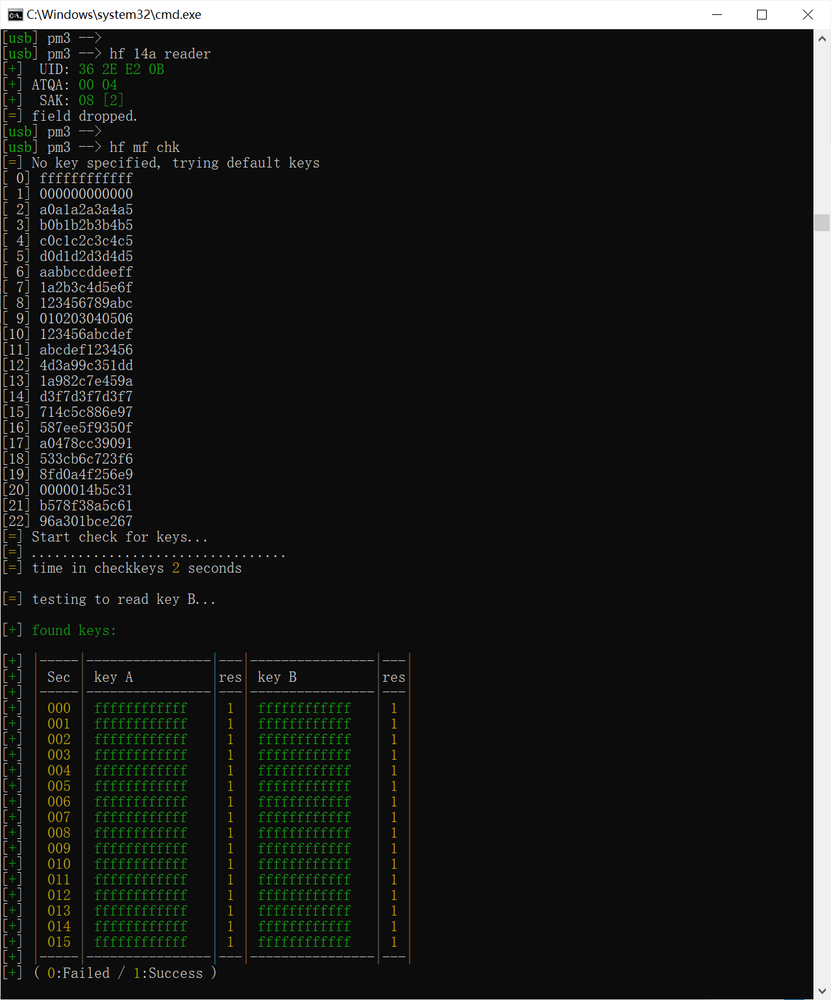 C:\Windows\system32\cmd.exe
[usb] pm3 -->
[usb] pm3 --> hf 14a reader
[+]  UID: 36 2E E2 0B
[+] ATQA: 00 04
[+]  SAK: 08 [2]
[=] field dropped.
[usb] pm3 -->
[usb] pm3 --> hf mf chk
[=] No key specified, trying default keys
[ 0] ffffffffffff
[ 1] 000000000000
[ 2] a0a1a2a3a4a5
[ 3] b0b1b2b3b4b5
[ 4] c0c1c2c3c4c5
[ 5] d0d1d2d3d4d5
[ 6] aabbccddeeff
[ 7] 1a2b3c4d5e6f
[ 8] 123456789abc
[ 9] 010203040506
[10] 123456abcdef
[11] abcdef123456
[12] 4d3a99c351dd
[13] 1a982c7e459a
[14] d3f7d3f7d3f7
[15] 714c5c886e97
[16] 587ee5f9350f
[17] a0478cc39091
[18] 533cb6c723f6
[19] 8fd0a4f256e9
[20] 0000014b5c31
[21] b578f38a5c61
[22] 96a301bce267
[=] Start check for keys...
[=] .................................
[=] time in checkkeys 2 seconds
[=] testing to read key B...
[+] found keys:
[+] |-----|----------------|---|----------------|---|
[+] | Sec | key A          |res| key B          |res|
[+] |-----|----------------|---|----------------|---|
[+] | 000 | ffffffffffff   | 1 | ffffffffffff   | 1 |
[+] | 001 | ffffffffffff   | 1 | ffffffffffff   | 1 |
[+] | 002 | ffffffffffff   | 1 | ffffffffffff   | 1 |
[+] | 003 | ffffffffffff   | 1 | ffffffffffff   | 1 |
[+] | 004 | ffffffffffff   | 1 | ffffffffffff   | 1 |
[+] | 005 | ffffffffffff   | 1 | ffffffffffff   | 1 |
[+] | 006 | ffffffffffff   | 1 | ffffffffffff   | 1 |
[+] | 007 | ffffffffffff   | 1 | ffffffffffff   | 1 |
[+] | 008 | ffffffffffff   | 1 | ffffffffffff   | 1 |
[+] | 009 | ffffffffffff   | 1 | ffffffffffff   | 1 |
[+] | 010 | ffffffffffff   | 1 | ffffffffffff   | 1 |
[+] | 011 | ffffffffffff   | 1 | ffffffffffff   | 1 |
[+] | 012 | ffffffffffff   | 1 | ffffffffffff   | 1 |
[+] | 013 | ffffffffffff   | 1 | ffffffffffff   | 1 |
[+] | 014 | ffffffffffff   | 1 | ffffffffffff   | 1 |
[+] | 015 | ffffffffffff   | 1 | ffffffffffff   | 1 |
[+] |-----|----------------|---|----------------|---|
[+] ( 0:Failed / 1:Success )